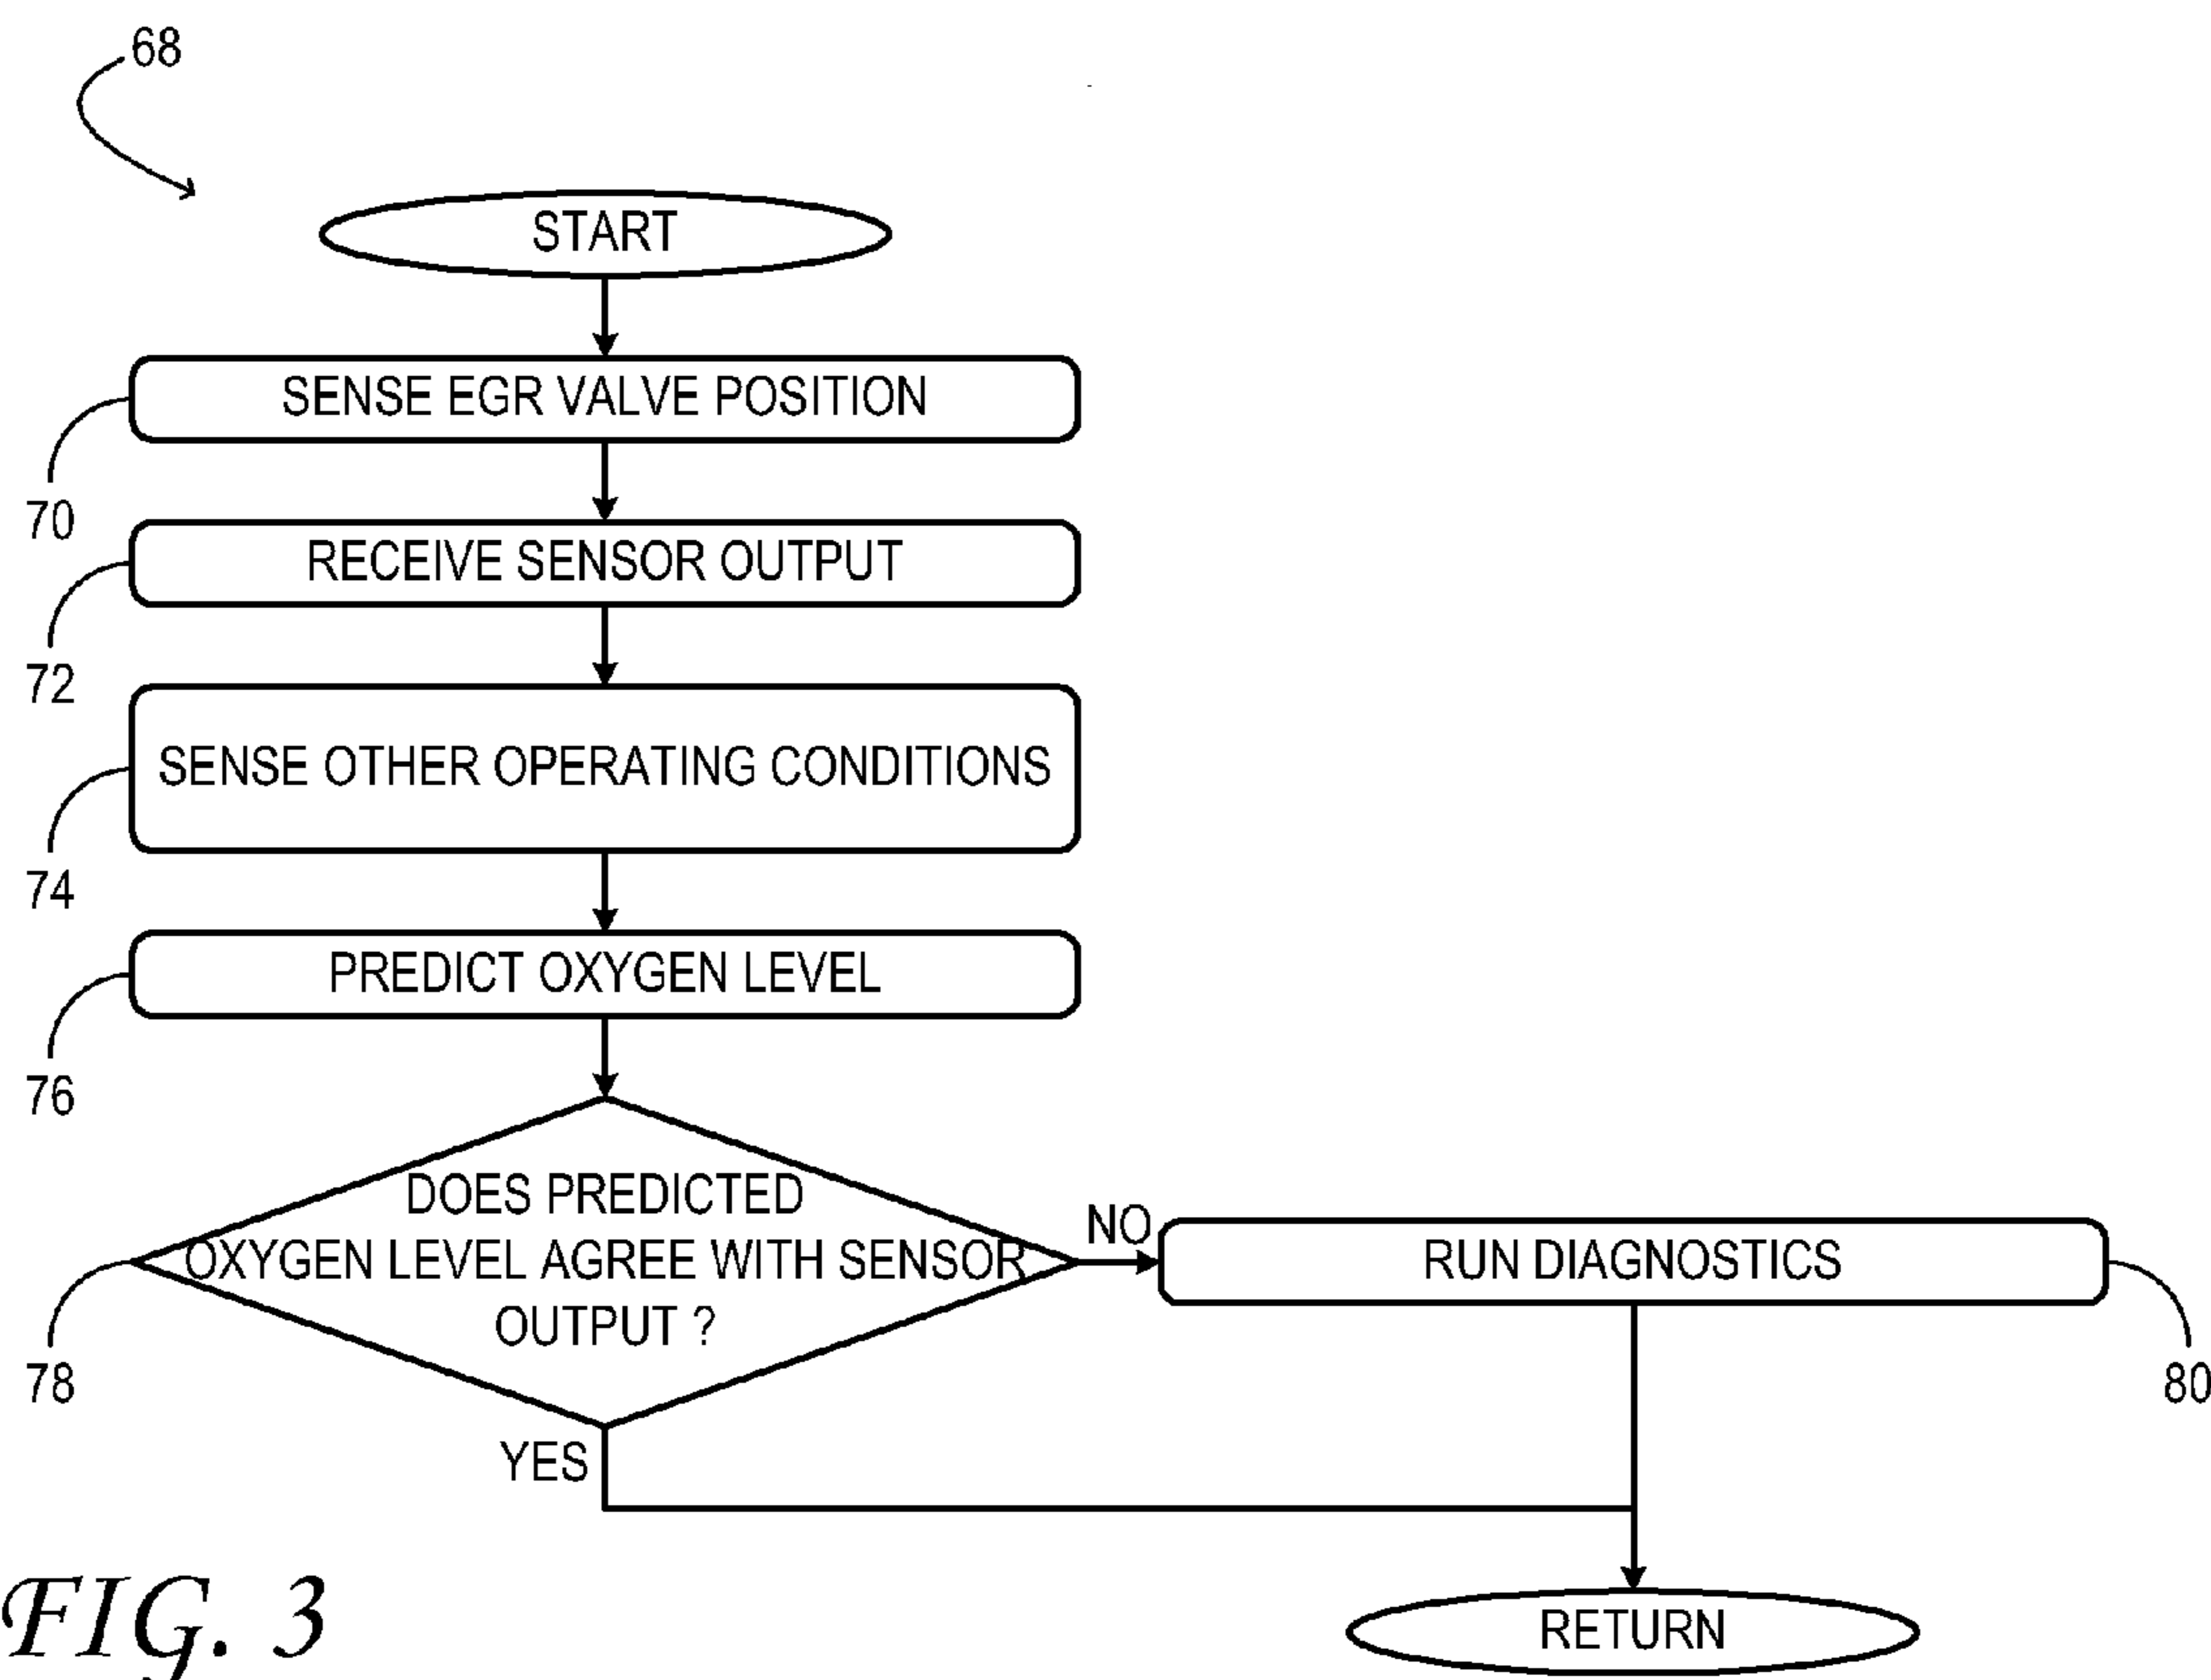 68
START
SENSE EGR VALVE POSITION
70
RECEIVE SENSOR OUTPUT
72
SENSE OTHER OPERATING CONDITIONS
74
PREDICT OXYGEN LEVEL
76
DOES PREDICTED
OXYGEN LEVEL AGREE WITH SENSOR
OUTPUT ?
78
NO
RUN DIAGNOSTICS
80
YES
RETURN
FIG. 3